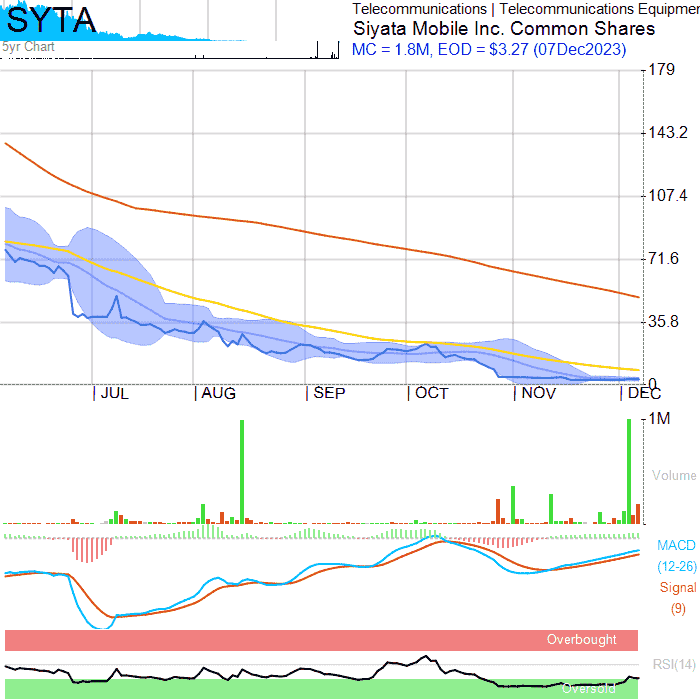 SYTA
Telecommunications | Telecommunications Equipmen
Siyata Mobile Inc. Common Shares
5yr Chart
MC = 1.8M, EOD = $3.27 (07Dec2023)
179
143.2
107.4
71.6
35.8
0
JUL AUG SEP OCT NOV DEC
1M
Volume
MACD
(12-26)
Signal
(9)
Overbought
RSI(14)
Oversold